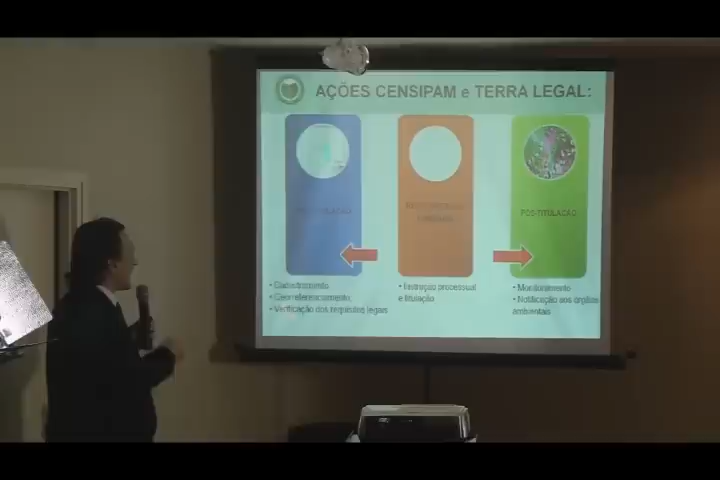 AÇÕES CENSIPAM e TERRA LEGAL:
PÓS-TITULAÇÃO
• Cadastramento
• Georreferenciamento
• Verificação dos requisitos legais
• Instrução processual
e titulação
• Monitoramento
• Notificação aos órgãos
ambientais